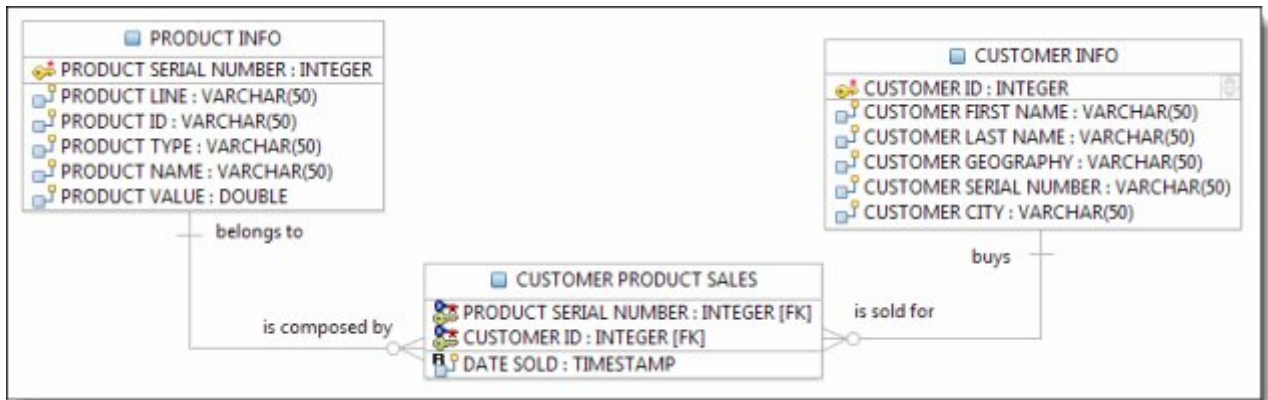 PRODUCT INFO
PRODUCT SERIAL NUMBER : INTEGER
PRODUCT LINE : VARCHAR(50)
PRODUCT ID : VARCHAR(50)
PRODUCT TYPE : VARCHAR(50)
PRODUCT NAME : VARCHAR(50)
PRODUCT VALUE : DOUBLE
CUSTOMER INFO
CUSTOMER ID : INTEGER
CUSTOMER FIRST NAME : VARCHAR(50)
CUSTOMER LAST NAME : VARCHAR(50)
CUSTOMER GEOGRAPHY : VARCHAR(50)
CUSTOMER SERIAL NUMBER : VARCHAR(50)
CUSTOMER CITY : VARCHAR(50)
belongs to
buys
is composed by
is sold for
CUSTOMER PRODUCT SALES
PRODUCT SERIAL NUMBER : INTEGER [FK]
CUSTOMER ID : INTEGER [FK]
R DATE SOLD : TIMESTAMP